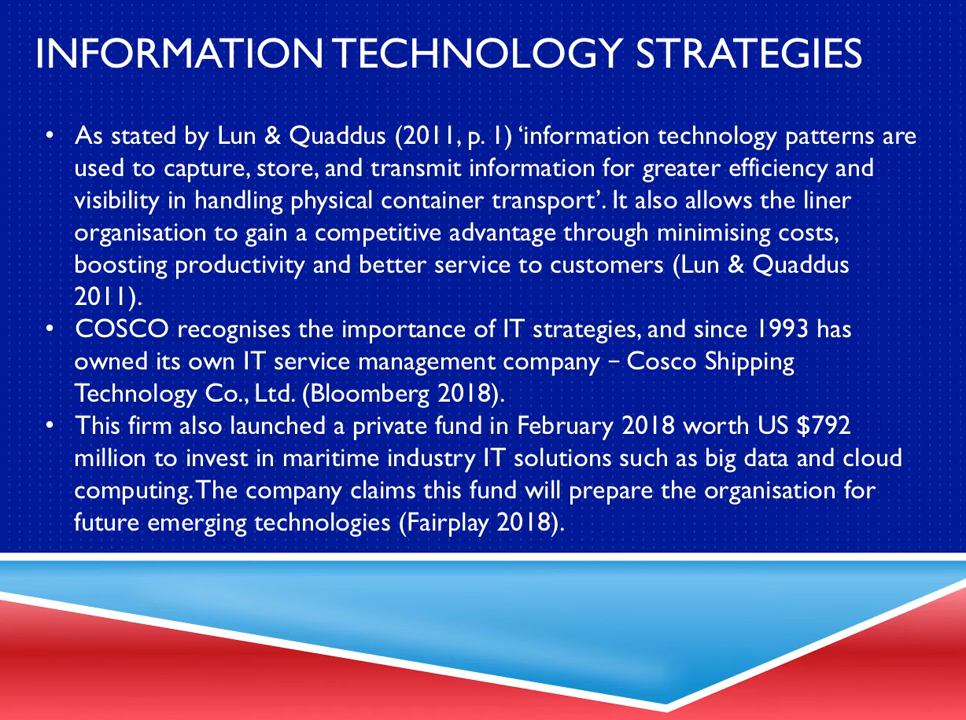 INFORMATION TECHNOLOGY STRATEGIES
• As stated by Lun & Quaddus (2011, p. 1) ‘information technology patterns are
used to capture, store, and transmit information for greater efficiency and
visibility in handling physical container transport’. It also allows the liner
organisation to gain a competitive advantage through minimising costs,
boosting productivity and better service to customers (Lun & Quaddus
2011).
• COSCO recognises the importance of IT strategies, and since 1993 has
owned its own IT service management company – Cosco Shipping
Technology Co., Ltd. (Bloomberg 2018).
• This firm also launched a private fund in February 2018 worth US $792
million to invest in maritime industry IT solutions such as big data and cloud
computing. The company claims this fund will prepare the organisation for
future emerging technologies (Fairplay 2018).